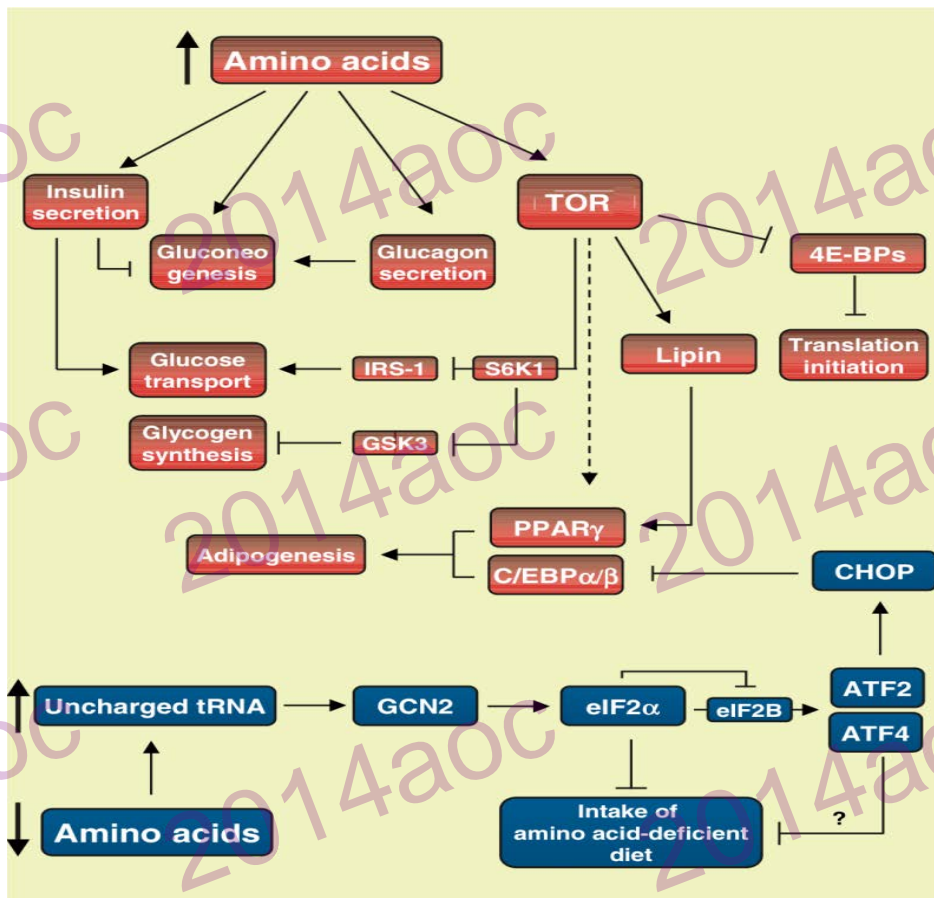 Amino acids
Insulin
secretion
TOR
Gluconeo
genesis
Glucagon
secretion
4E-BPs
Glucose
transport
IRS-1
S6K1
Lipin
Translation
initiation
Glycogen
synthesis
GSK3
PPARγ
Adipogenesis
C/EBPα/β
CHOP
Uncharged tRNA
GCN2
eIF2α
eIF2B
ATF2
ATF4
Amino acids
Intake of
amino acid-deficient
diet
?
2014aoc
2014aoc
2014aoc
2014aoc
2014aoc
2014aoc